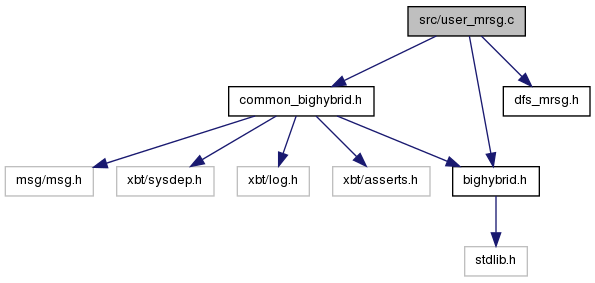 src/user_mrsg.c
common_bighybrid.h
dfs_mrsg.h
msg/msg.h
xbt/sysdep.h
xbt/log.h
xbt/asserts.h
bighybrid.h
stdlib.h